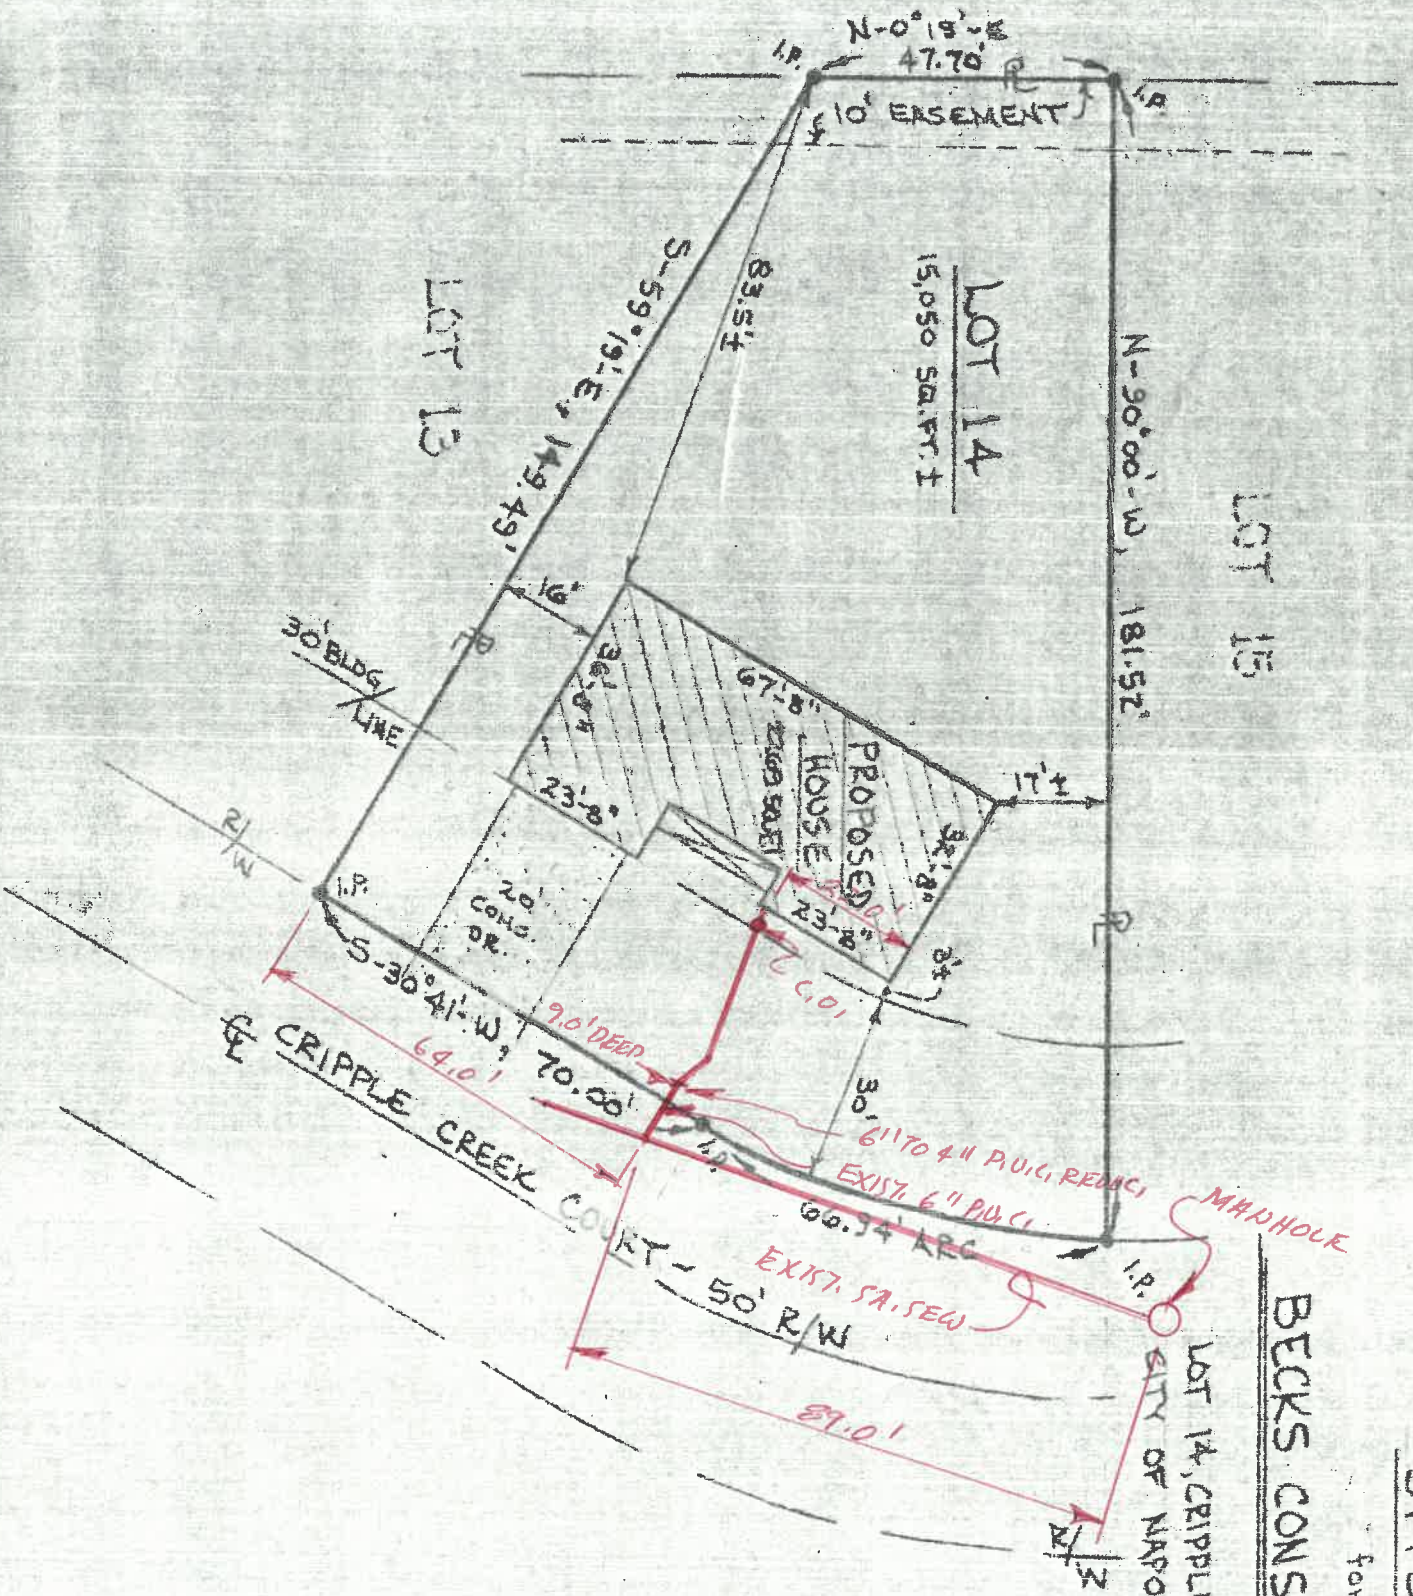 N-0°19'-E
47.70'
I.P.
I.P.
10' EASEMENT
LOT 14
15,050 SQ.FT.±
LOT 15
N-90°00'-W, 181.52'
LOT 13
S-59°19'-E, 149.49'
83.5'±
16'
17'±
30' BLDG
LINE
67'-8"
36'-8"
32'-8"
PROPOSED
HOUSE
23'-8"
23'-8"
20'
CONC.
DR.
C.O.
30'
R/W
I.P.
S-30°41'-W, 70.00'
9.0' DEEP
64.0'
6" TO 4" P.V.C. REDUC.
EXIST. 6" P.V.C.
I.P.
66.94' ARC
MANHOLE
I.P.
EXIST. SA. SEW
℄ CRIPPLE CREEK COURT - 50' R/W
89.0'
R/W
BECKS CONS
LOT 14, CRIPPL
CITY OF NAPO
for